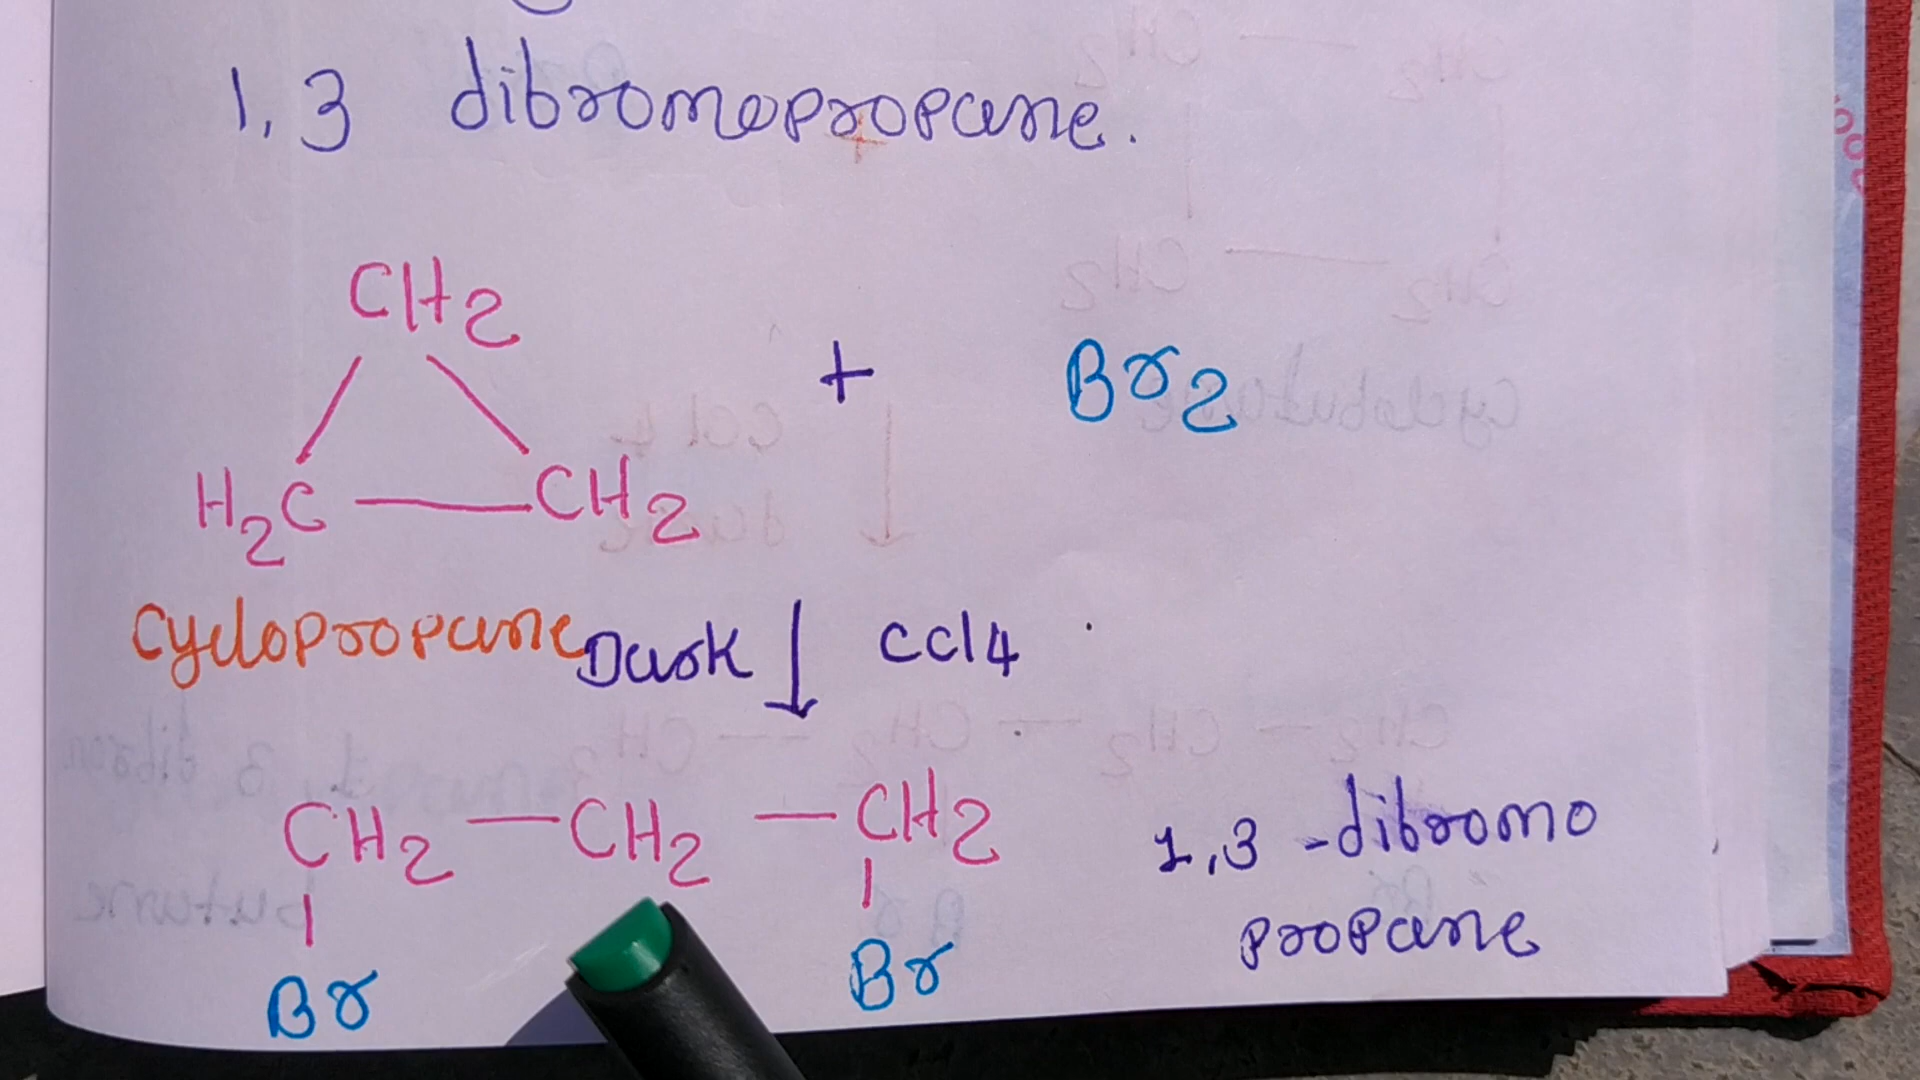 1,3 dibromopropane.
CH2
+ Br2
H2C — CH2
Cyclopropane Dark ↓ CCl4
CH2 — CH2 — CH2
Br Br
1,3 -dibromo
propane